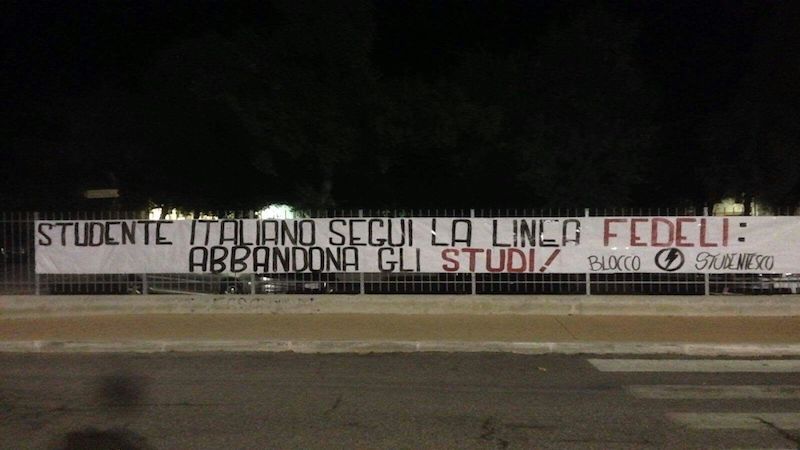 STUDENTE ITALIANO SEGUI LA LINEA FEDELI:
ABBANDONA GLI STUDI!
BLOCCO STUDENTESCO